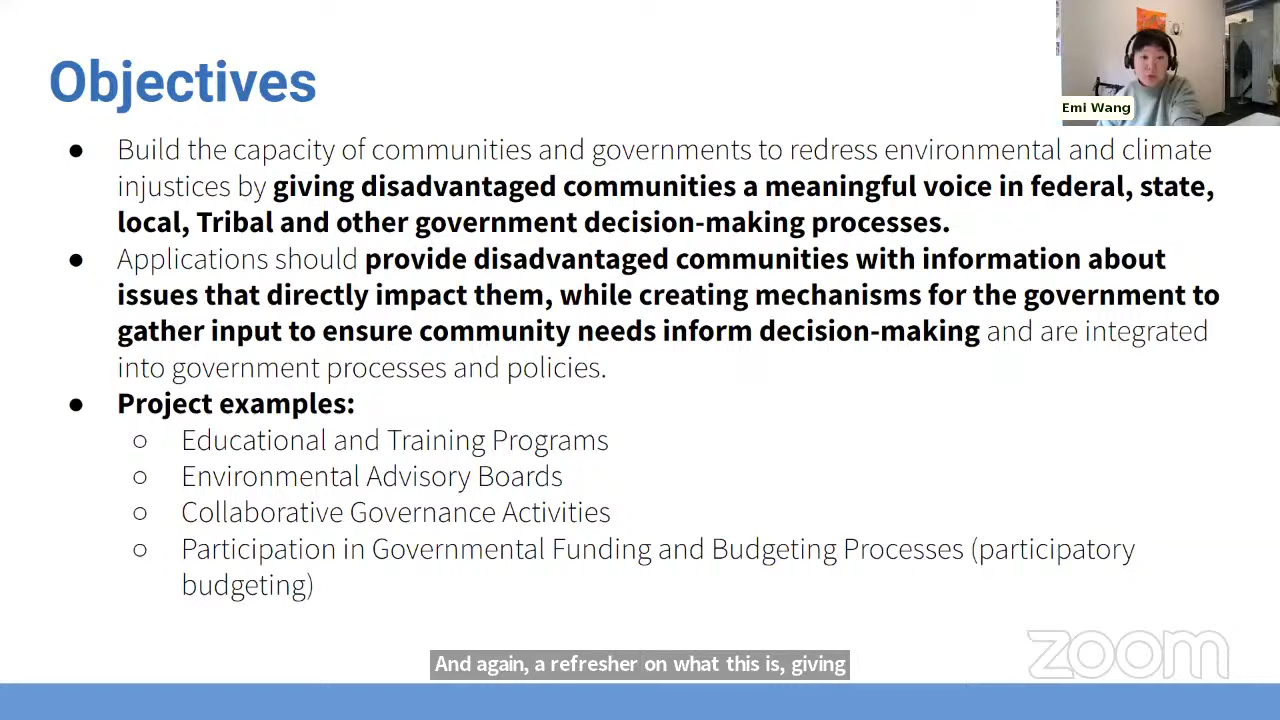 Objectives
Emi Wang
● Build the capacity of communities and governments to redress environmental and climate
injustices by giving disadvantaged communities a meaningful voice in federal, state,
local, Tribal and other government decision-making processes.
● Applications should provide disadvantaged communities with information about
issues that directly impact them, while creating mechanisms for the government to
gather input to ensure community needs inform decision-making and are integrated
into government processes and policies.
● Project examples:
○ Educational and Training Programs
○ Environmental Advisory Boards
○ Collaborative Governance Activities
○ Participation in Governmental Funding and Budgeting Processes (participatory
budgeting)
And again, a refresher on what this is, giving
zoom